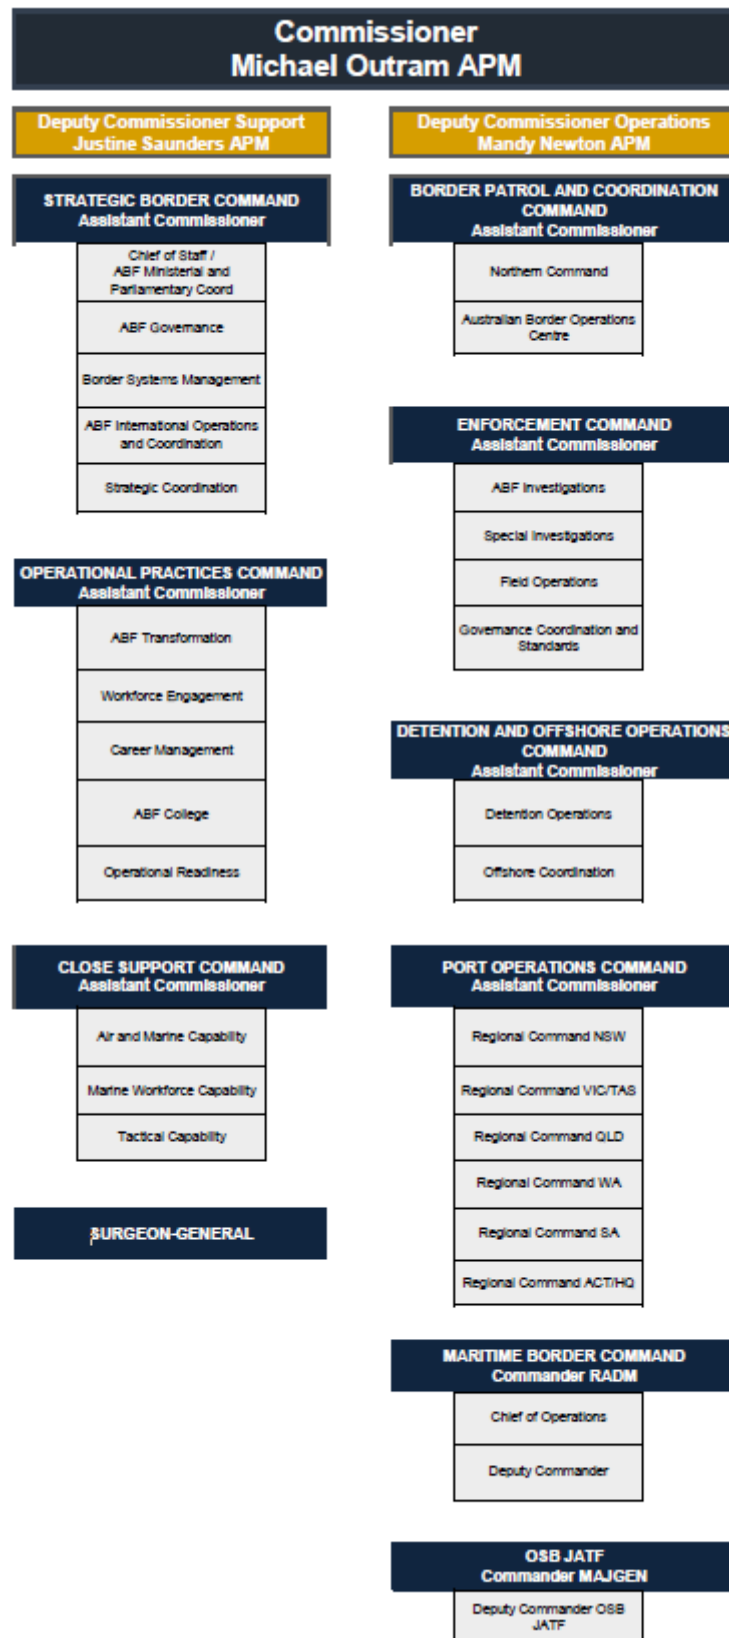 Commissioner
Michael Outram APM
Deputy Commissioner Support
Justine Saunders APM
STRATEGIC BORDER COMMAND
Assistant Commissioner
Chief of Staff /
ABF Ministerial and
Parliamentary Coord
ABF Governance
Border Systems Management
ABF International Operations
and Coordination
Strategic Coordination
OPERATIONAL PRACTICES COMMAND
Assistant Commissioner
ABF Transformation
Workforce Engagement
Career Management
ABF College
Operational Readiness
CLOSE SUPPORT COMMAND
Assistant Commissioner
Air and Marine Capability
Marine Workforce Capability
Tactical Capability
SURGEON-GENERAL
Deputy Commissioner Operations
Mandy Newton APM
BORDER PATROL AND COORDINATION
COMMAND
Assistant Commissioner
Northern Command
Australian Border Operations
Centre
ENFORCEMENT COMMAND
Assistant Commissioner
ABF Investigations
Special Investigations
Field Operations
Governance Coordination and
Standards
DETENTION AND OFFSHORE OPERATIONS
COMMAND
Assistant Commissioner
Detention Operations
Offshore Coordination
PORT OPERATIONS COMMAND
Assistant Commissioner
Regional Command NSW
Regional Command VIC/TAS
Regional Command QLD
Regional Command WA
Regional Command SA
Regional Command ACT/HQ
MARITIME BORDER COMMAND
Commander RADM
Chief of Operations
Deputy Commander
OSB JATF
Commander MAJGEN
Deputy Commander OSB
JATF